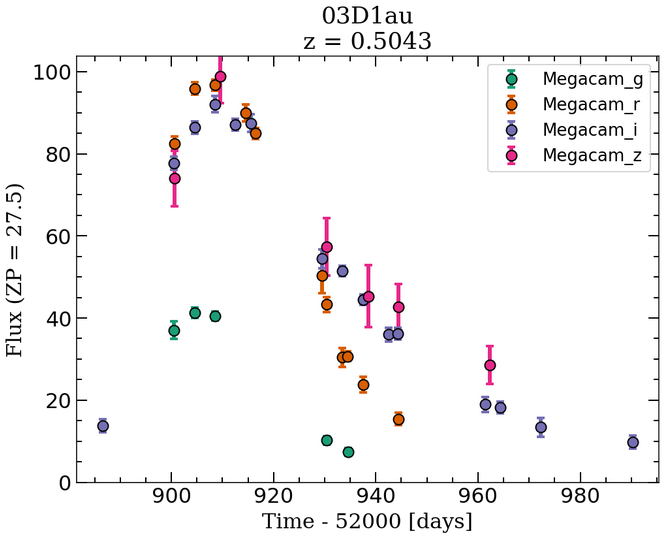 03D1au
z = 0.5043
Flux (ZP = 27.5)
100
80
60
40
20
0
Megacam_g
Megacam_r
Megacam_i
Megacam_z
900
920
940
960
980
Time - 52000 [days]